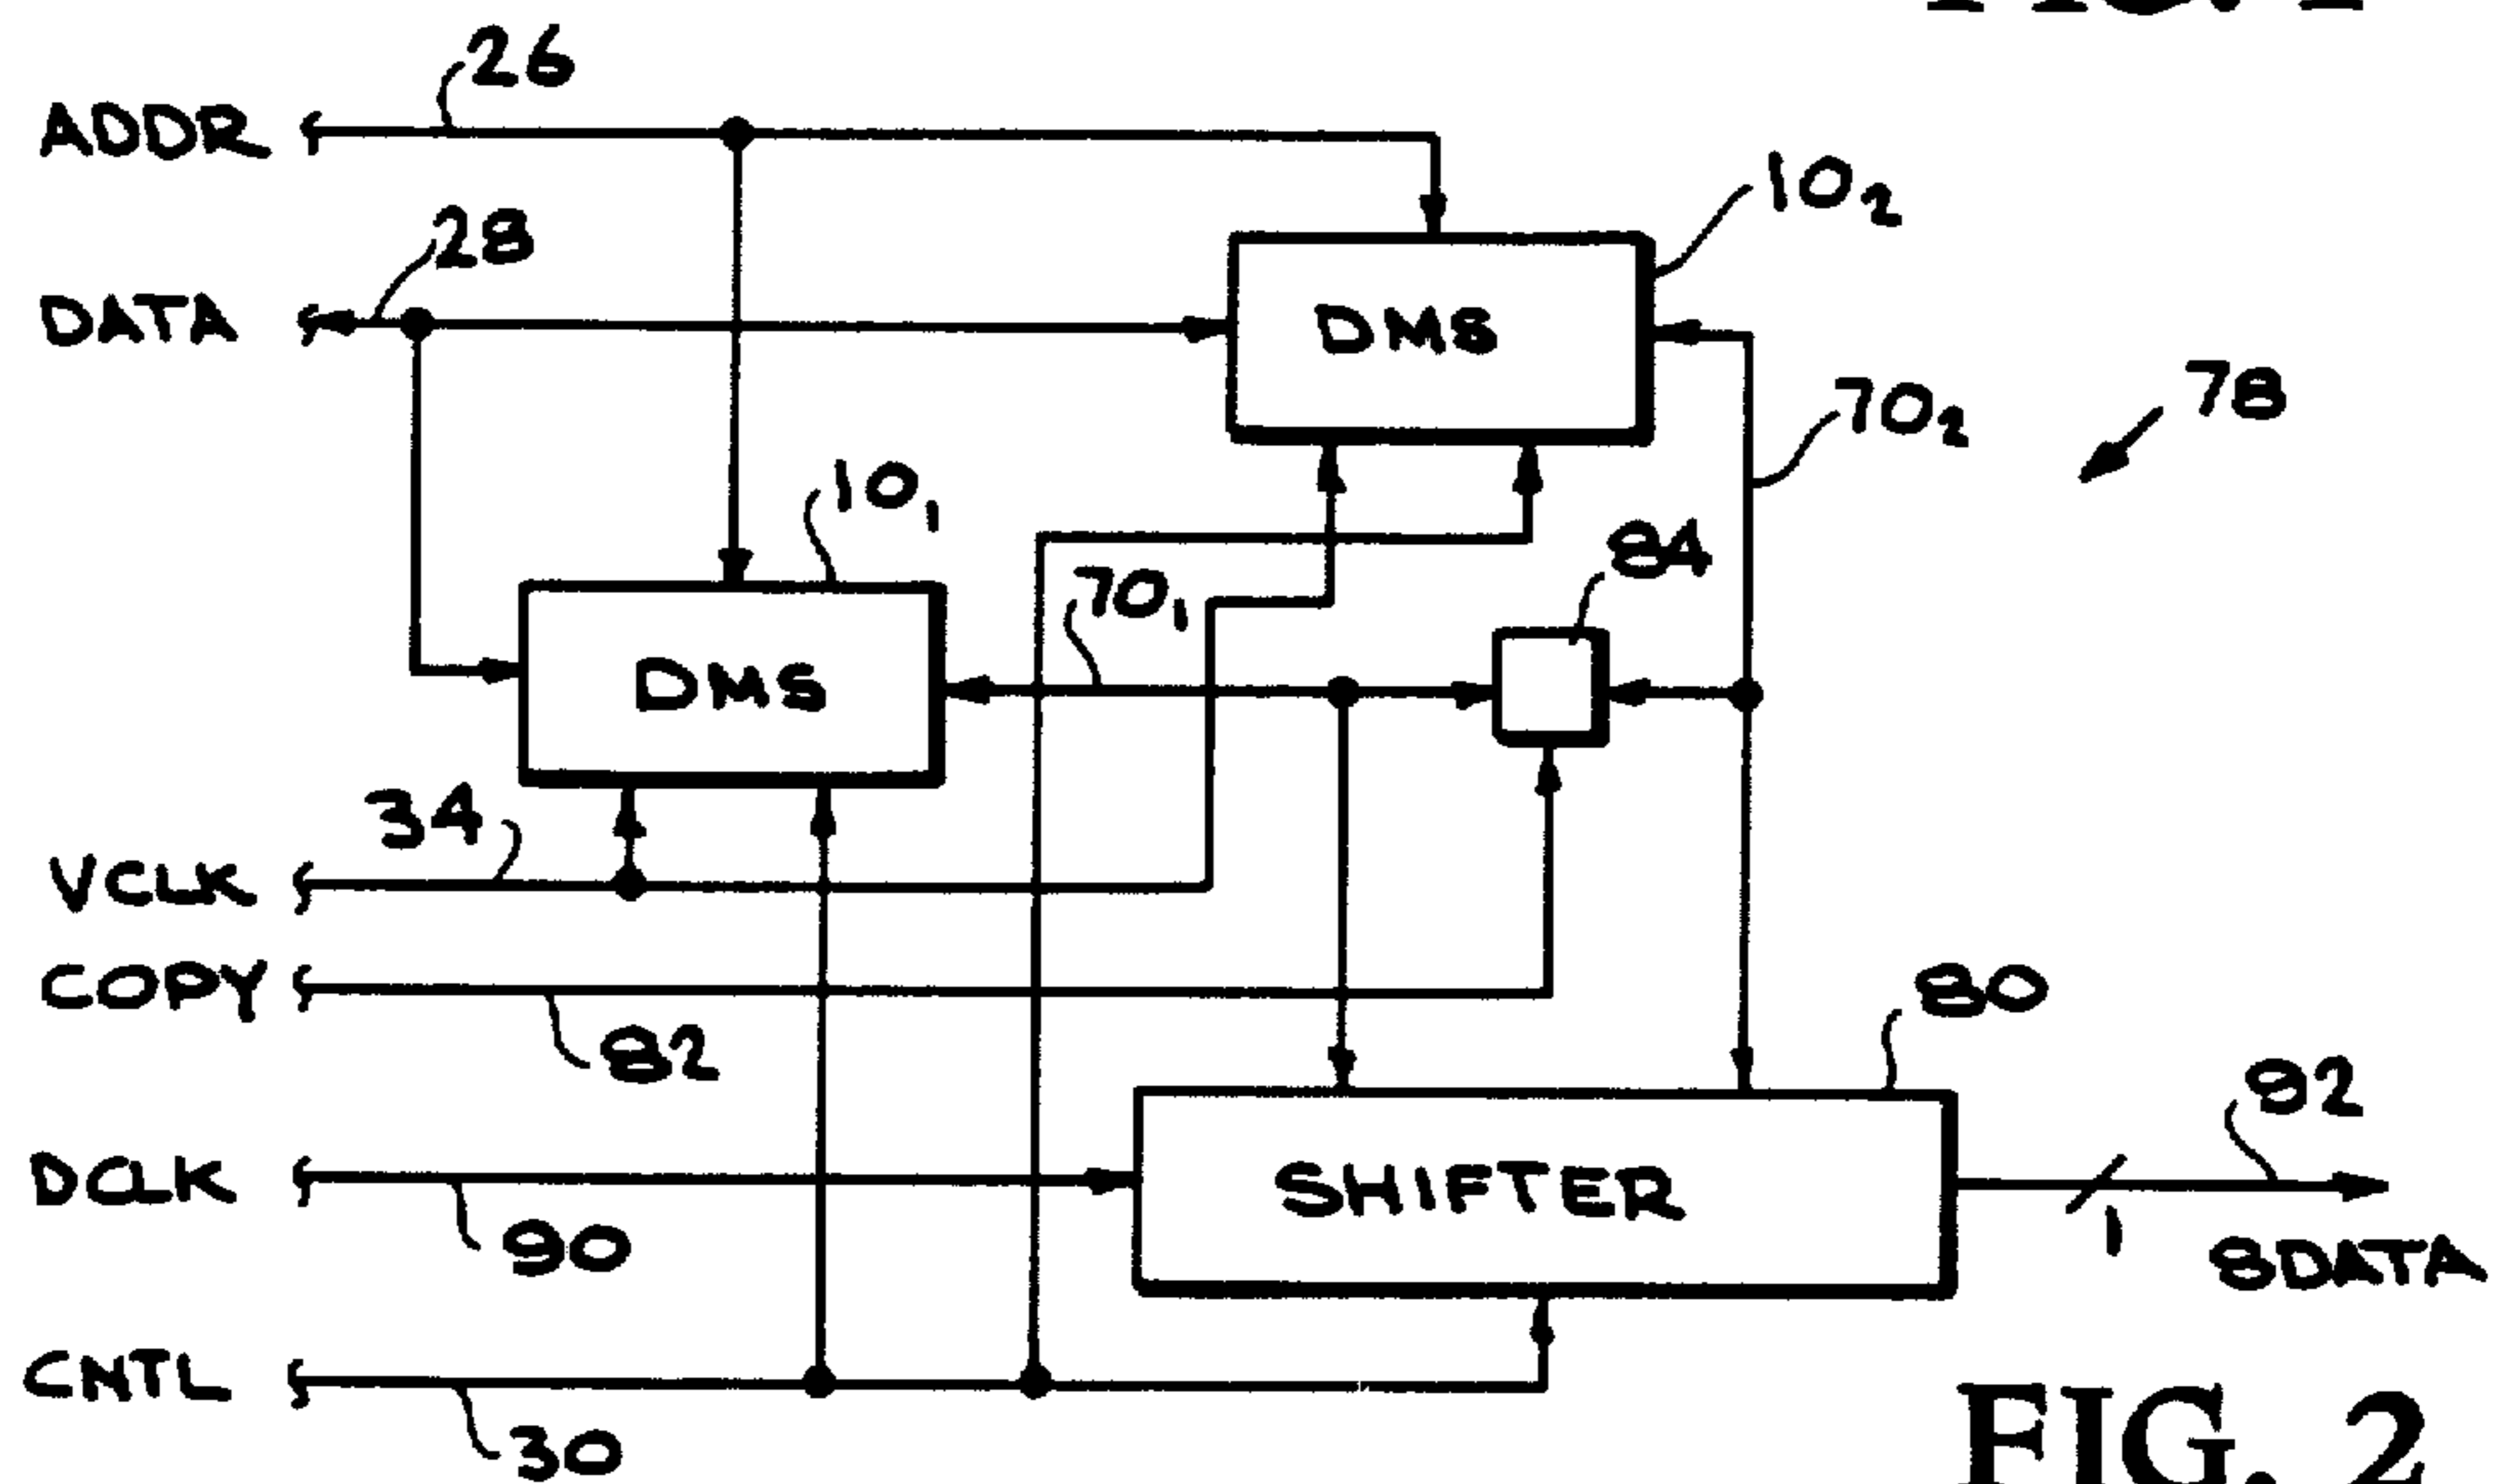 26
ADDR
10₂
28
DATA
DMS
78
70₂
10₁
84
70₁
DMS
34
VCLK
COPY
80
82
92
DCLK
SHIFTER
1
90
SDATA
CNTL
30
FIG. 2